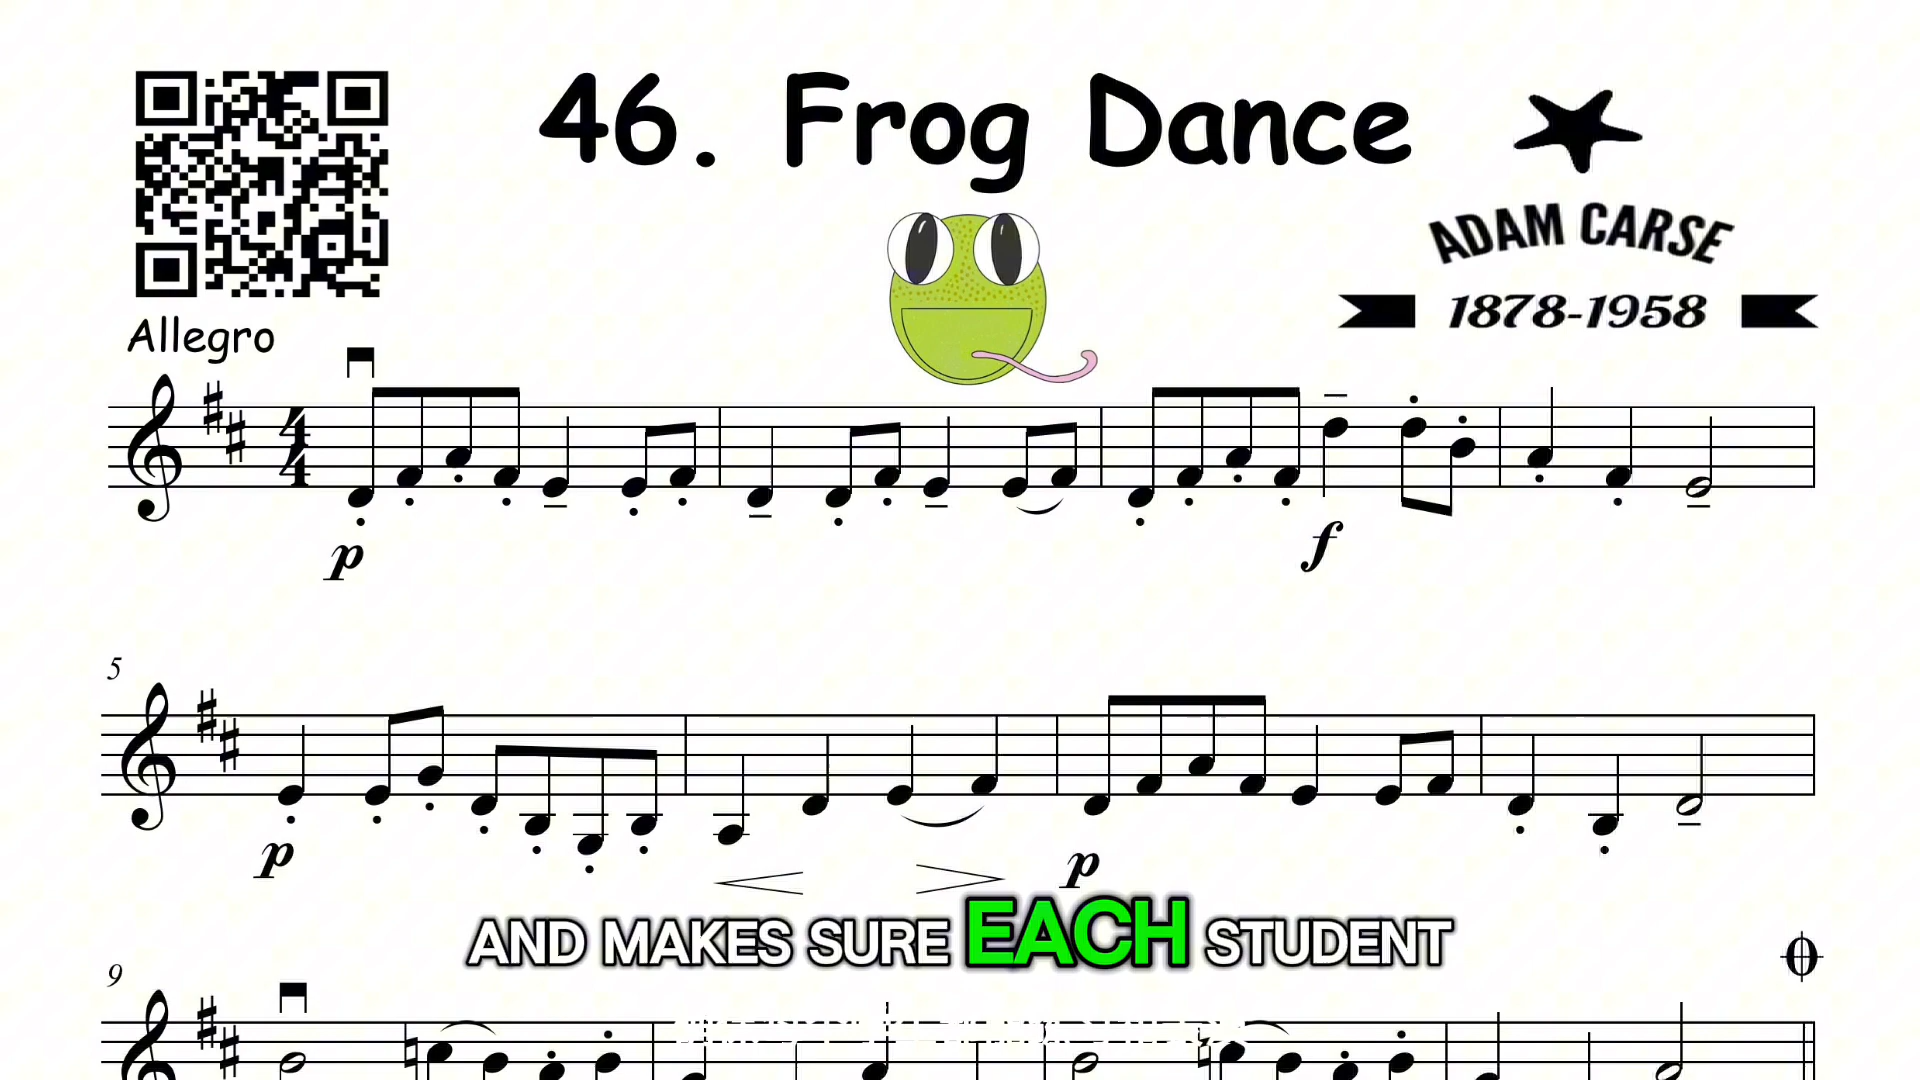 46. Frog Dance
ADAM CARSE
1878-1958
Allegro
p
f
5
p
p
AND MAKES SURE EACH STUDENT
9